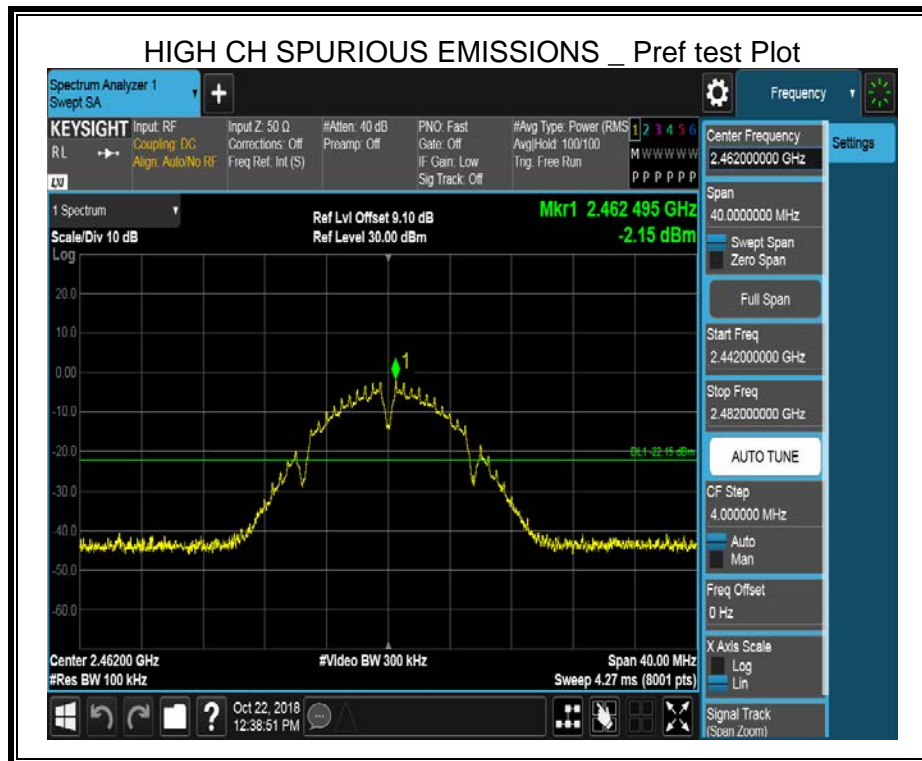 HIGH CH SPURIOUS EMISSIONS _ Pref test Plot
Spectrum Analyzer 1
Swept SA
+
Frequency
Settings
KEYSIGHT
RL
LXI
Input: RF
Coupling: DC
Align: Auto/No RF
Input Z: 50 Ω
Corrections: Off
Freq Ref: Int (S)
#Atten: 40 dB
Preamp: Off
PNO: Fast
Gate: Off
IF Gain: Low
Sig Track: Off
#Avg Type: Power (RMS
Avg|Hold: 100/100
Trig: Free Run
1 2 3 4 5 6
M W W W W W
P P P P P P
1 Spectrum
Scale/Div 10 dB
Ref Lvl Offset 9.10 dB
Ref Level 30.00 dBm
Mkr1 2.462 495 GHz
-2.15 dBm
Log
20.0
10.0
0.00
-10.0
-20.0
-30.0
-40.0
-50.0
-60.0
1
DL1 -22.15 dBm
Center 2.46200 GHz
#Res BW 100 kHz
#Video BW 300 kHz
Span 40.00 MHz
Sweep 4.27 ms (8001 pts)
Center Frequency
2.462000000 GHz
Span
40.0000000 MHz
Swept Span
Zero Span
Full Span
Start Freq
2.442000000 GHz
Stop Freq
2.482000000 GHz
AUTO TUNE
CF Step
4.000000 MHz
Auto
Man
Freq Offset
0 Hz
X Axis Scale
Log
Lin
Signal Track
(Span Zoom)
?
Oct 22, 2018
12:38:51 PM